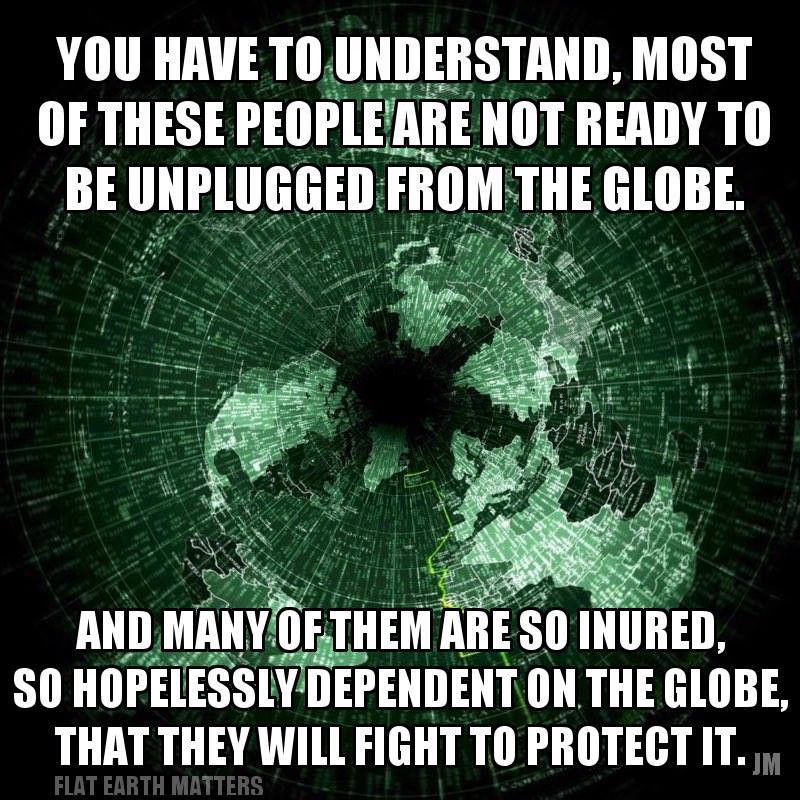 YOU HAVE TO UNDERSTAND, MOST
OF THESE PEOPLE ARE NOT READY TO
BE UNPLUGGED FROM THE GLOBE.
AND MANY OF THEM ARE SO INURED,
SO HOPELESSLY DEPENDENT ON THE GLOBE,
THAT THEY WILL FIGHT TO PROTECT IT.
JM
FLAT EARTH MATTERS